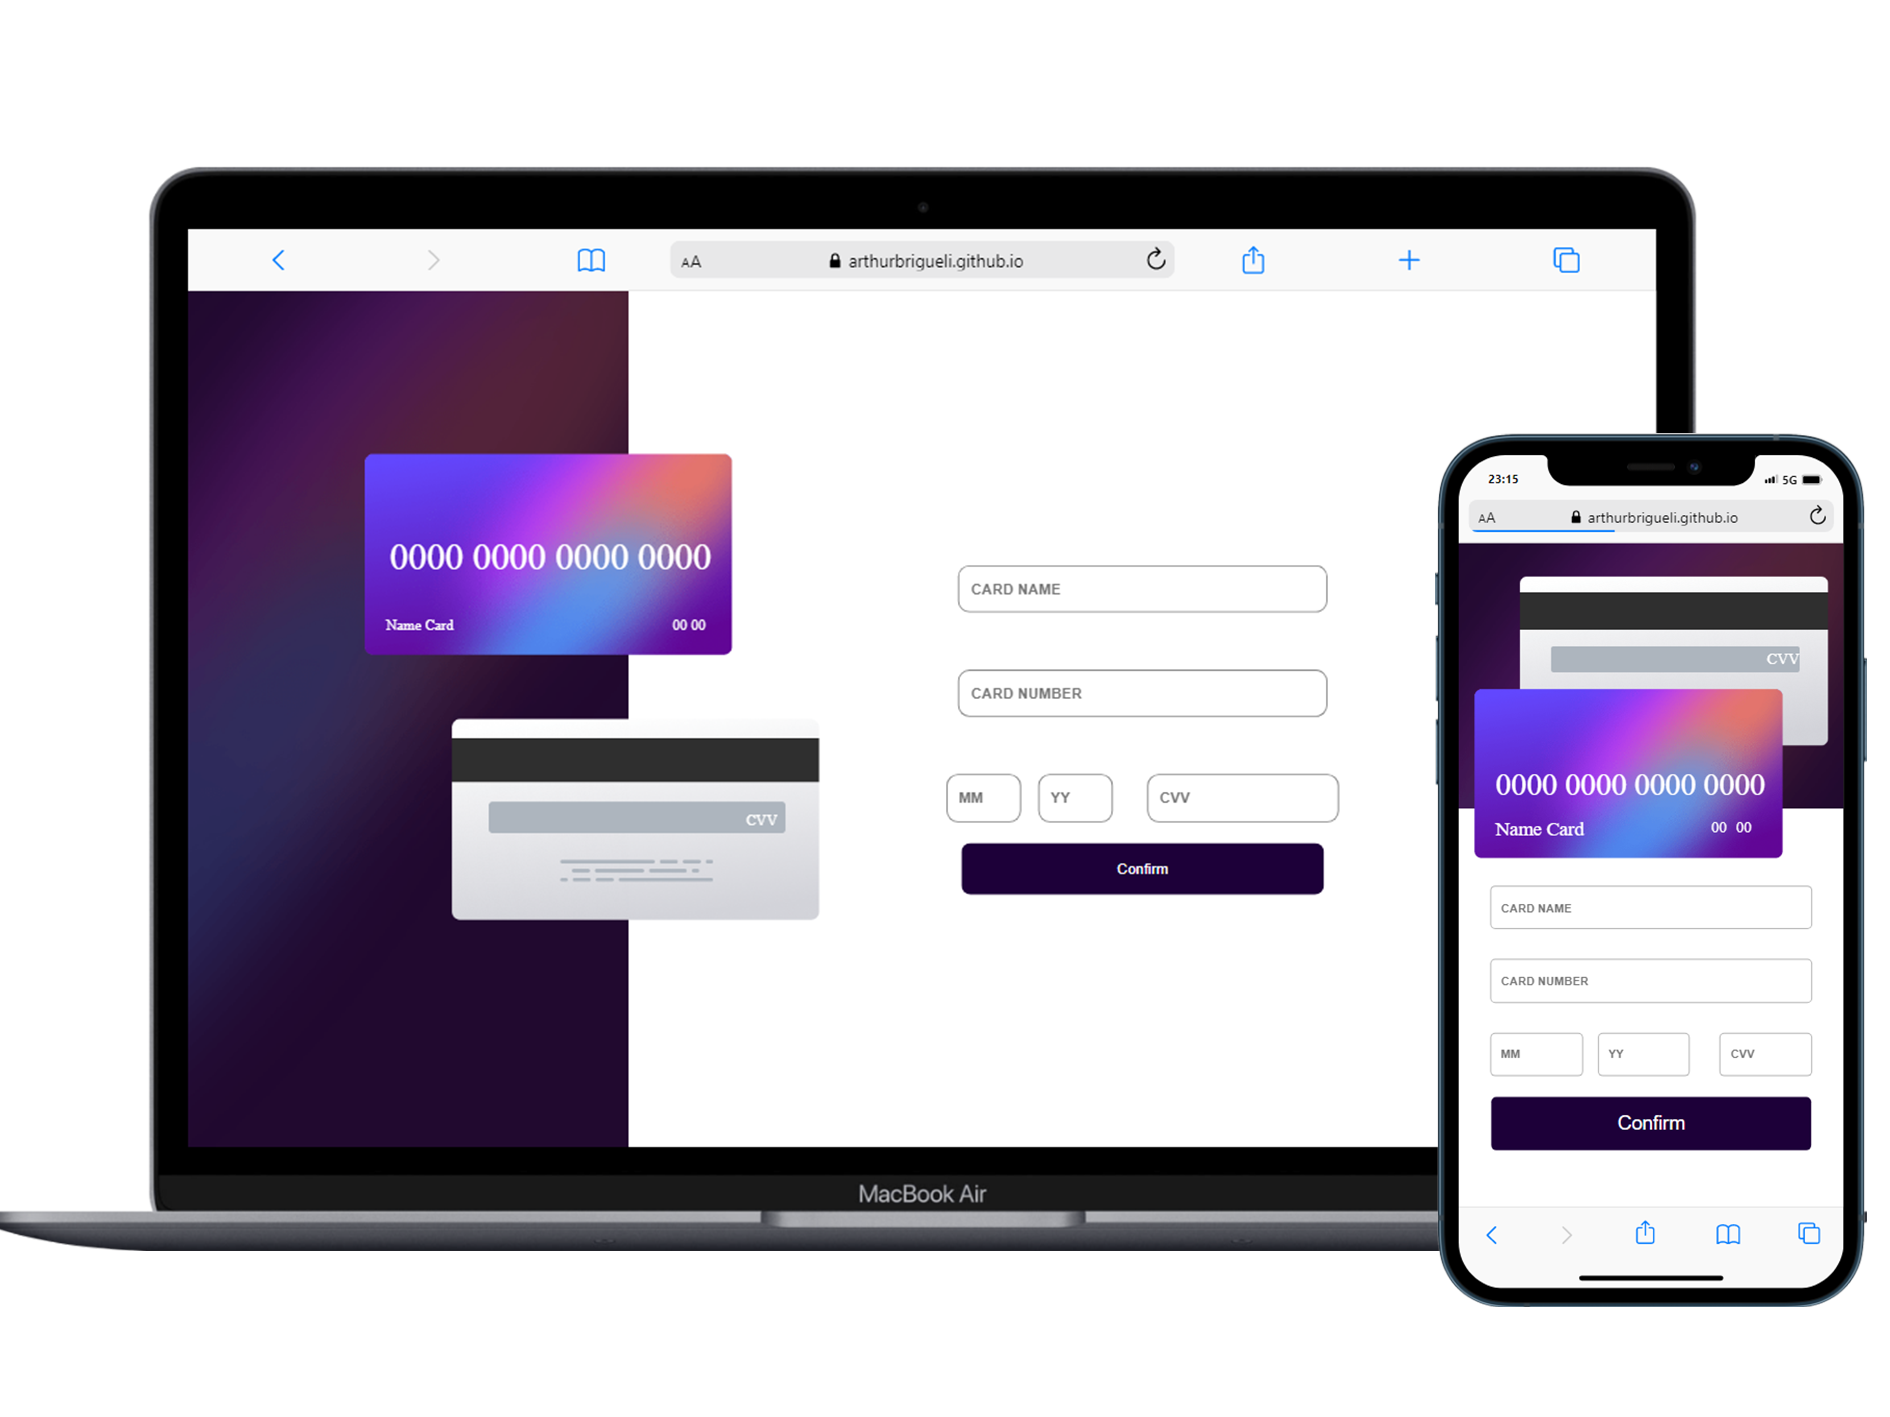 AA arthurbrigueli.github.io
0000 0000 0000 0000
Name Card 00 00
CVV
CARD NAME
CARD NUMBER
MM YY CVV
Confirm
MacBook Air
23:15 5G
AA arthurbrigueli.github.io
CVV
0000 0000 0000 0000
Name Card 00 00
CARD NAME
CARD NUMBER
MM YY CVV
Confirm